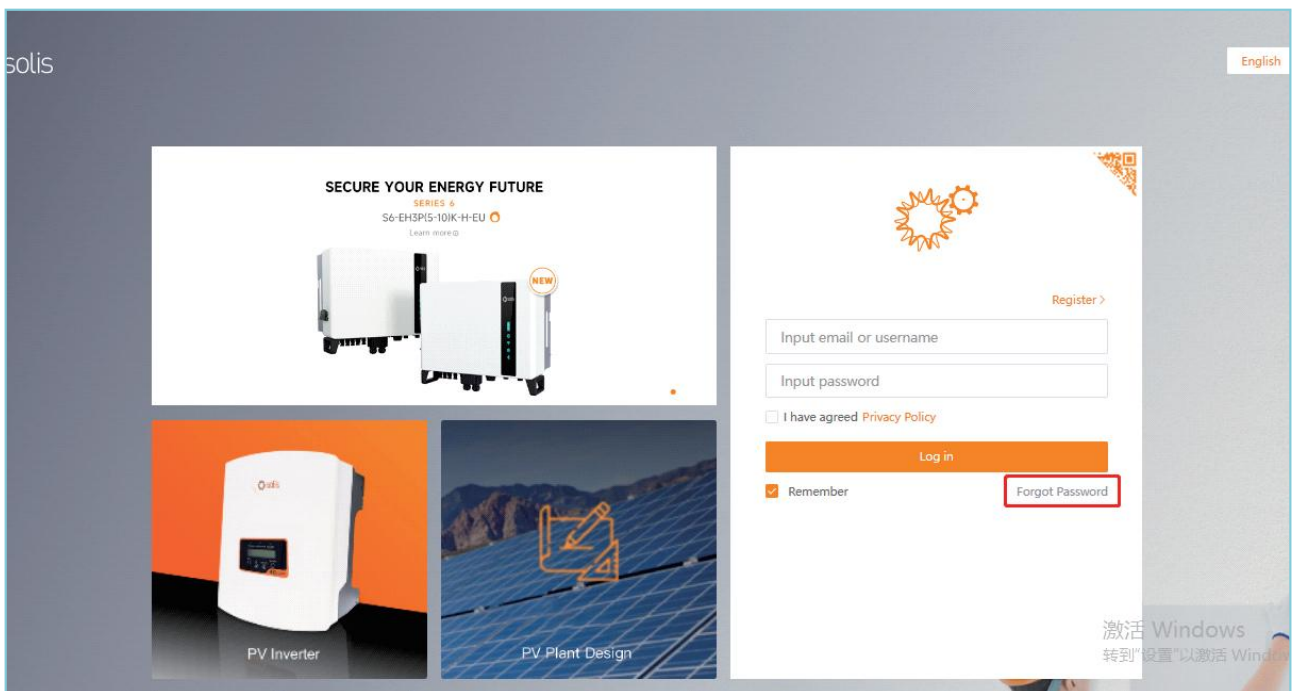 solis
English
SECURE YOUR ENERGY FUTURE
SERIES 6
S6-EH3P(5-10)K-H-EU
Learn more
NEW
solis
Register >
Input email or username
Input password
I have agreed Privacy Policy
Log in
Remember
Forgot Password
solis
PV Inverter
PV Plant Design
激活 Windows
转到"设置"以激活 Window